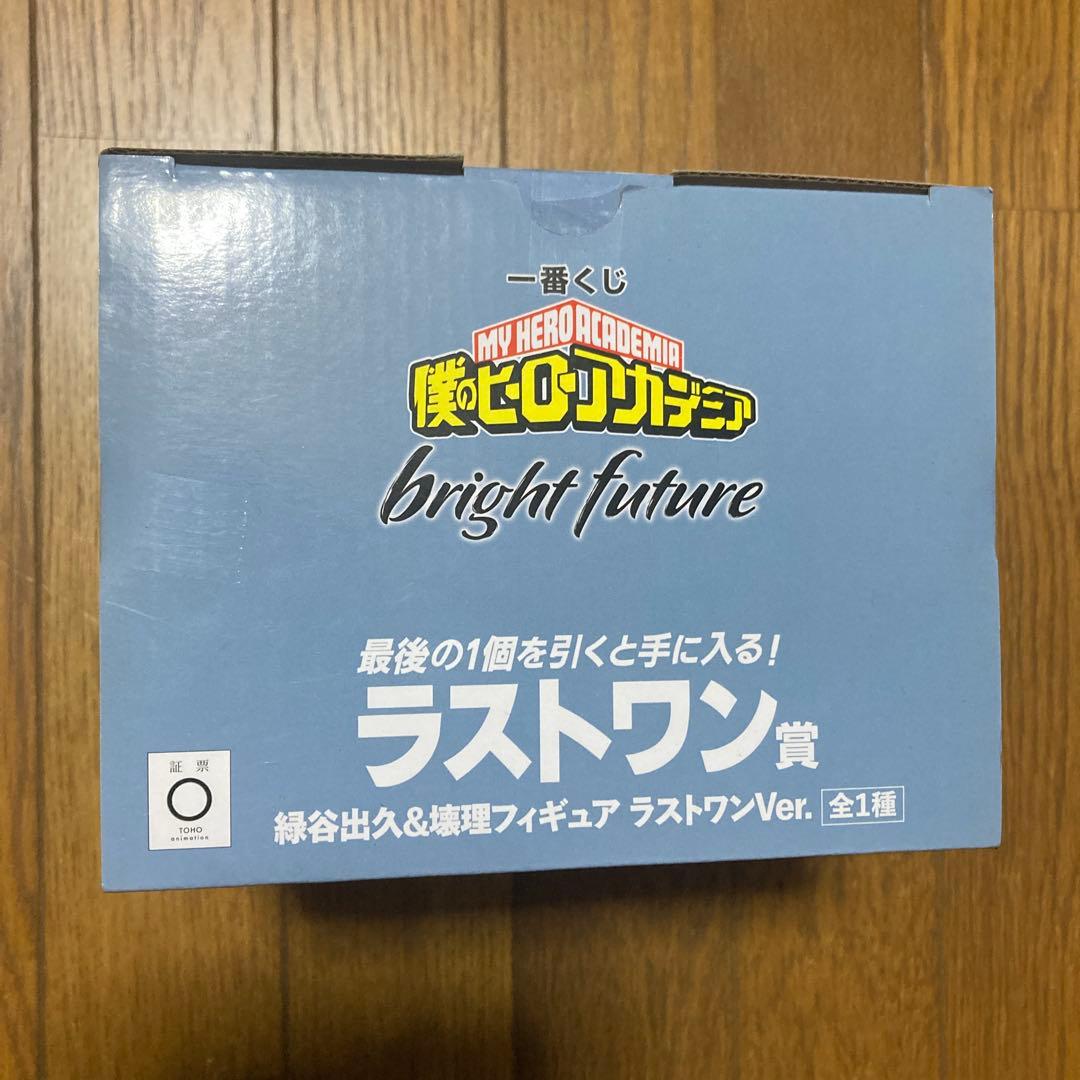 一番くじ
MY HERO ACADEMIA
僕のヒーローアカデミア
bright future
最後の1個を引くと手に入る!
ラストワン賞
緑谷出久&壊理フィギュア ラストワンVer. 全1種
証票
TOHO
animation